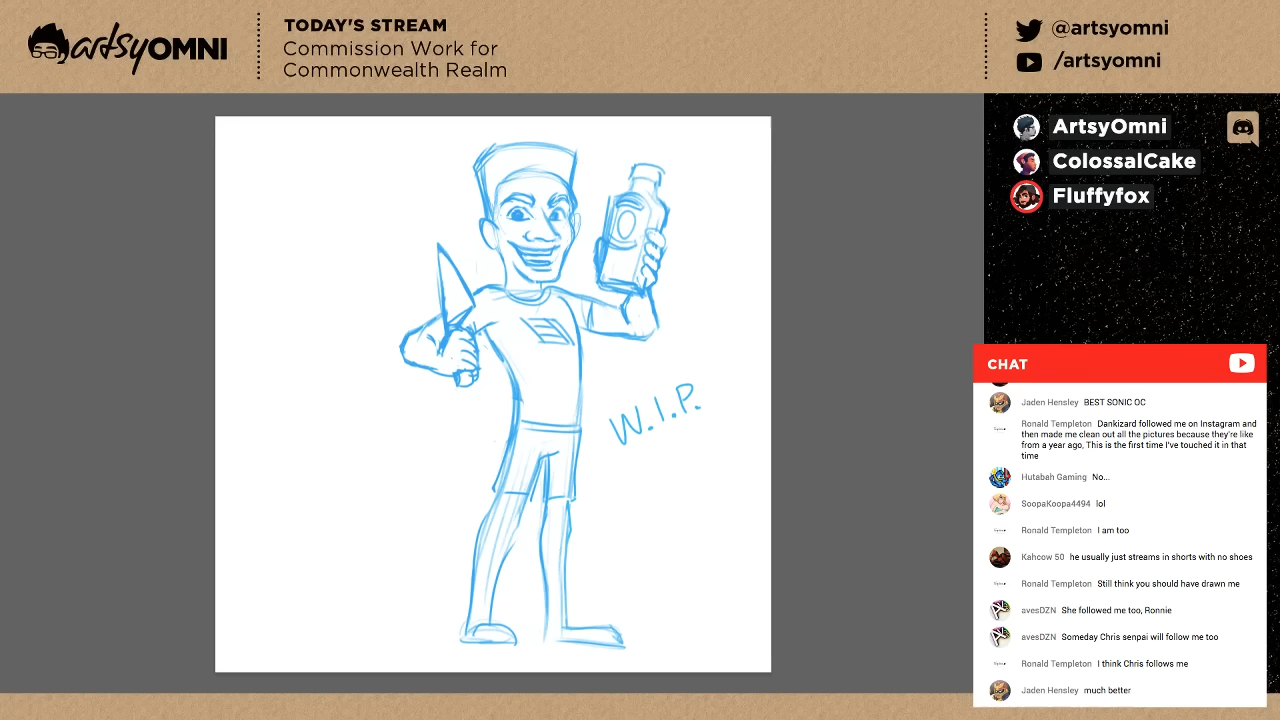 artsyOMNI
TODAY'S STREAM
Commission Work for
Commonwealth Realm
@artsyomni
/artsyomni
ArtsyOmni
ColossalCake
Fluffyfox
W.I.P.
CHAT
Jaden Hensley BEST SONIC OC
Ronald Templeton Dankizard followed me on Instagram and
then made me clean out all the pictures because they're like
from a year ago, This is the first time I've touched it in that
time
Hutabah Gaming No...
SoopaKoopa4494 lol
Ronald Templeton I am too
Kahcow 50 he usually just streams in shorts with no shoes
Ronald Templeton Still think you should have drawn me
avesDZN She followed me too, Ronnie
avesDZN Someday Chris senpai will follow me too
Ronald Templeton I think Chris follows me
Jaden Hensley much better